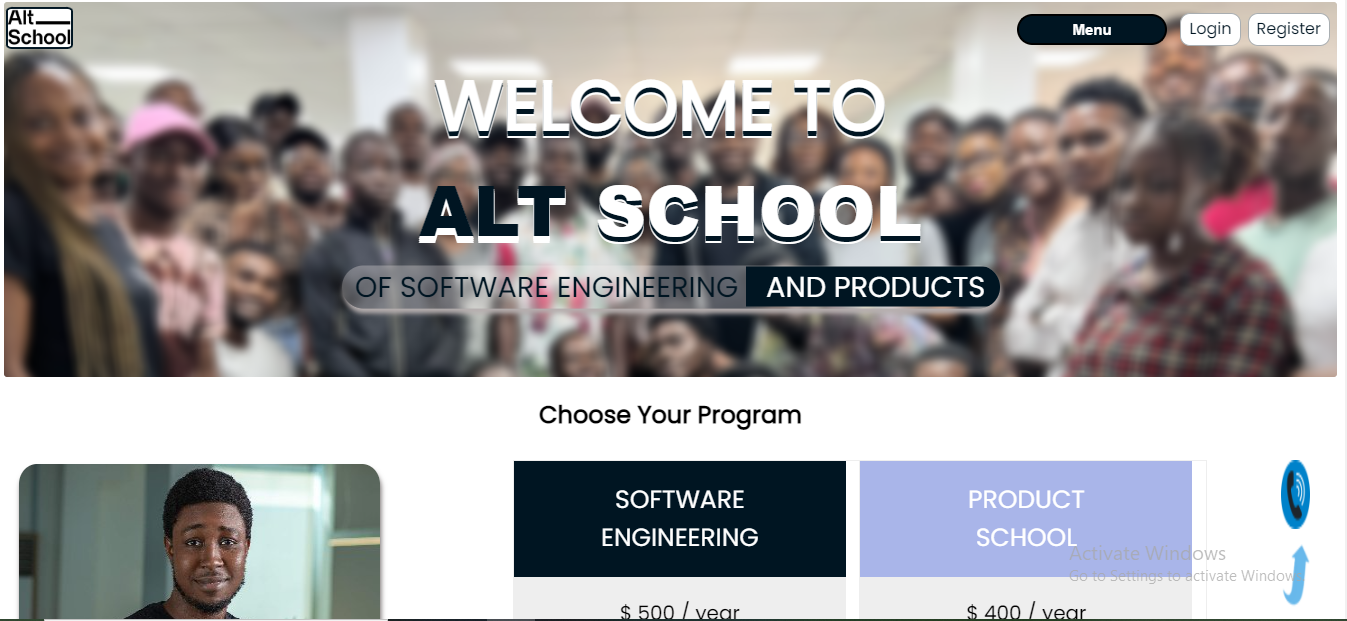 Alt
School
Menu
Login
Register
WELCOME TO
ALT SCHOOL
OF SOFTWARE ENGINEERING AND PRODUCTS
Choose Your Program
SOFTWARE
ENGINEERING
PRODUCT
SCHOOL
Activate Windows
Go to Settings to activate Windows
$ 500 / year
$ 400 / year